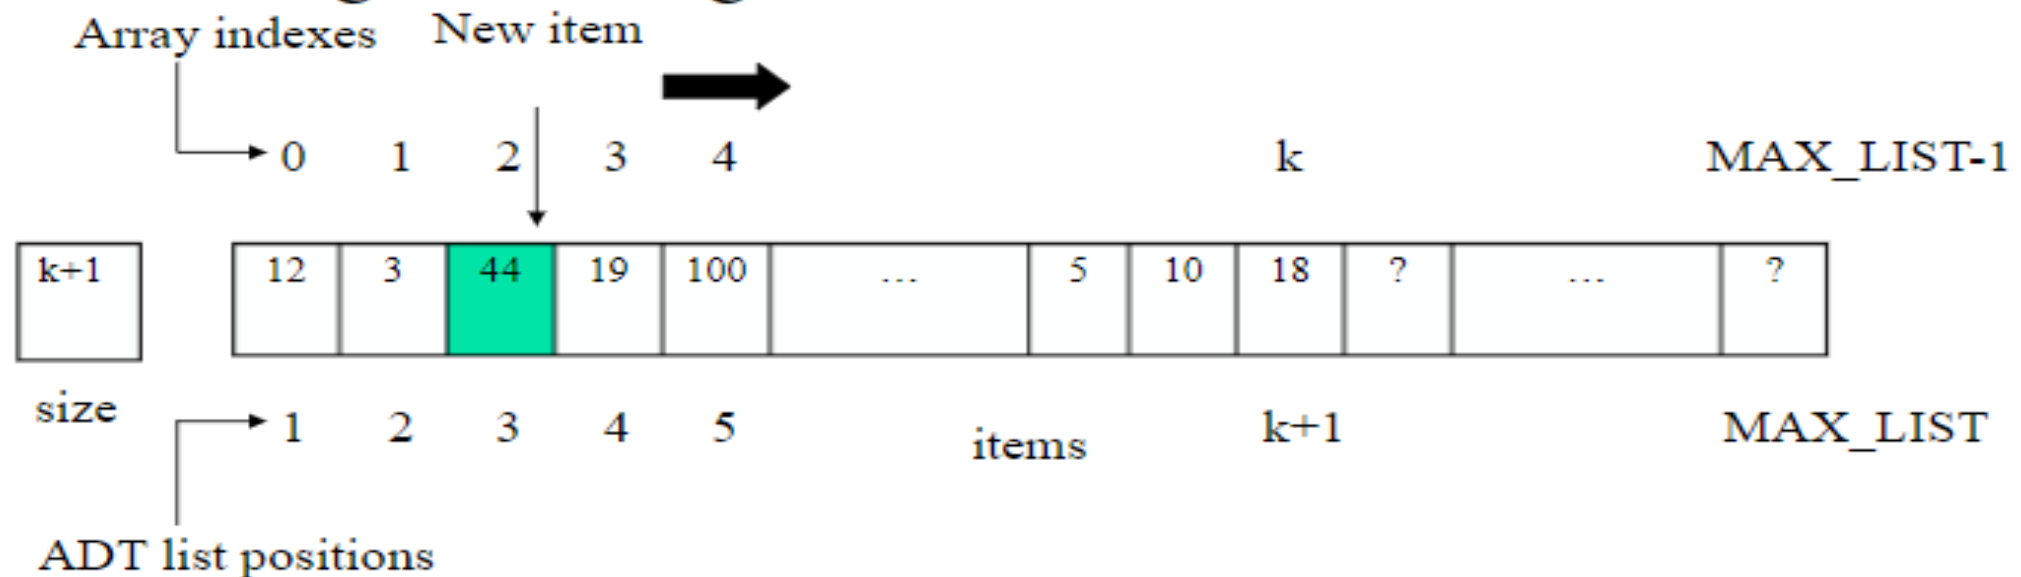 Array indexes New item
0 1 2 3 4 k MAX_LIST-1
k+1 12 3 44 19 100 ... 5 10 18 ? ... ?
size 1 2 3 4 5 items k+1 MAX_LIST
ADT list positions